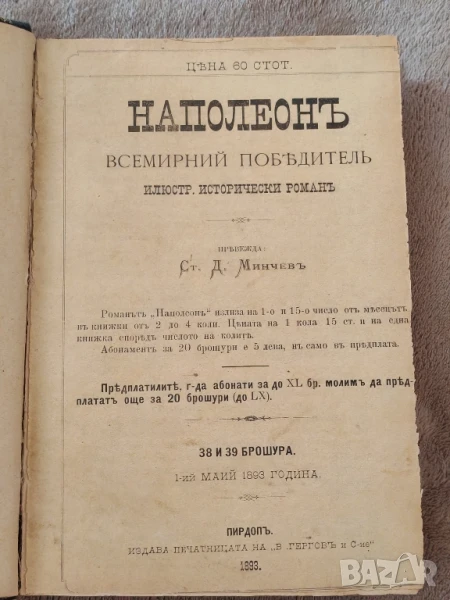 ЦѢНА 60 СТОТ.
НАПОЛЕОНЪ
ВСЕМИРНИЙ ПОБѢДИТЕЛЬ
ИЛЮСТР. ИСТОРИЧЕСКИ РОМАНЪ
ПРѢВЕЖДА:
Ст. Д. Минчевъ
Романътъ „Наполеонъ" излиза на 1-о и 15-о число отъ мѣсецътъ
въ книжки отъ 2 до 4 коли. Цѣната на 1 кола 15 ст. и на една
книжка споредъ числото на колитѣ.
Абонаментъ за 20 брошури е 5 лева, нъ само въ прѣдплата.
Прѣдплатилитѣ, г-да абонати за до XL бр. молимъ да прѣд-
плататъ още за 20 брошури (до LX).
38 И 39 БРОШУРА.
1-ий МАИЙ 1893 ГОДИНА.
ПИРДОПЪ.
ИЗДАВА ПЕЧАТНИЦАТА НА „В. ГЕРГОВЪ и С-ие"
1893.
BAZAR